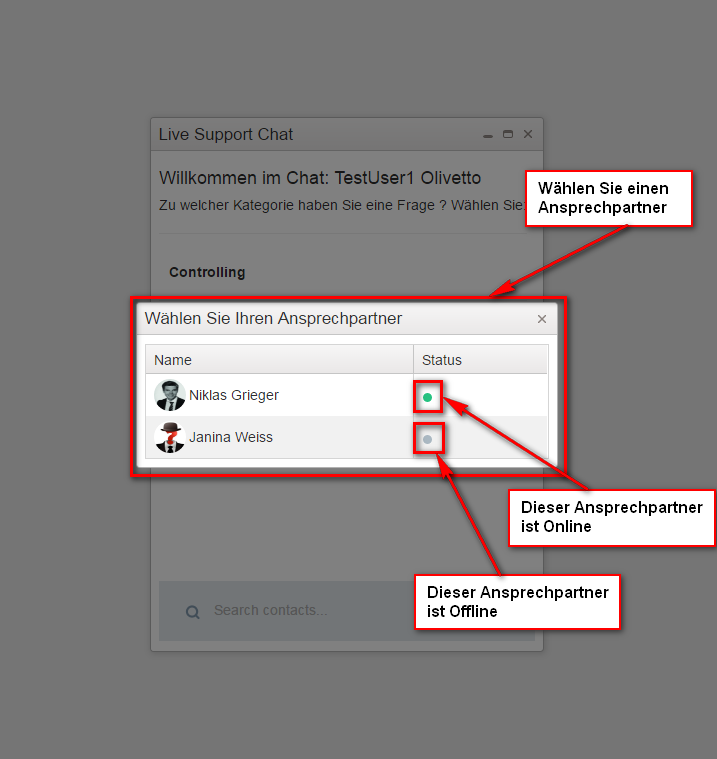 Live Support Chat
Willkommen im Chat: TestUser1 Olivetto
Zu welcher Kategorie haben Sie eine Frage ? Wählen Sie:
Wählen Sie einen
Ansprechpartner
Controlling
Wählen Sie Ihren Ansprechpartner
Name Status
Niklas Grieger
Janina Weiss
Dieser Ansprechpartner
ist Online
Dieser Ansprechpartner
ist Offline
Search contacts...